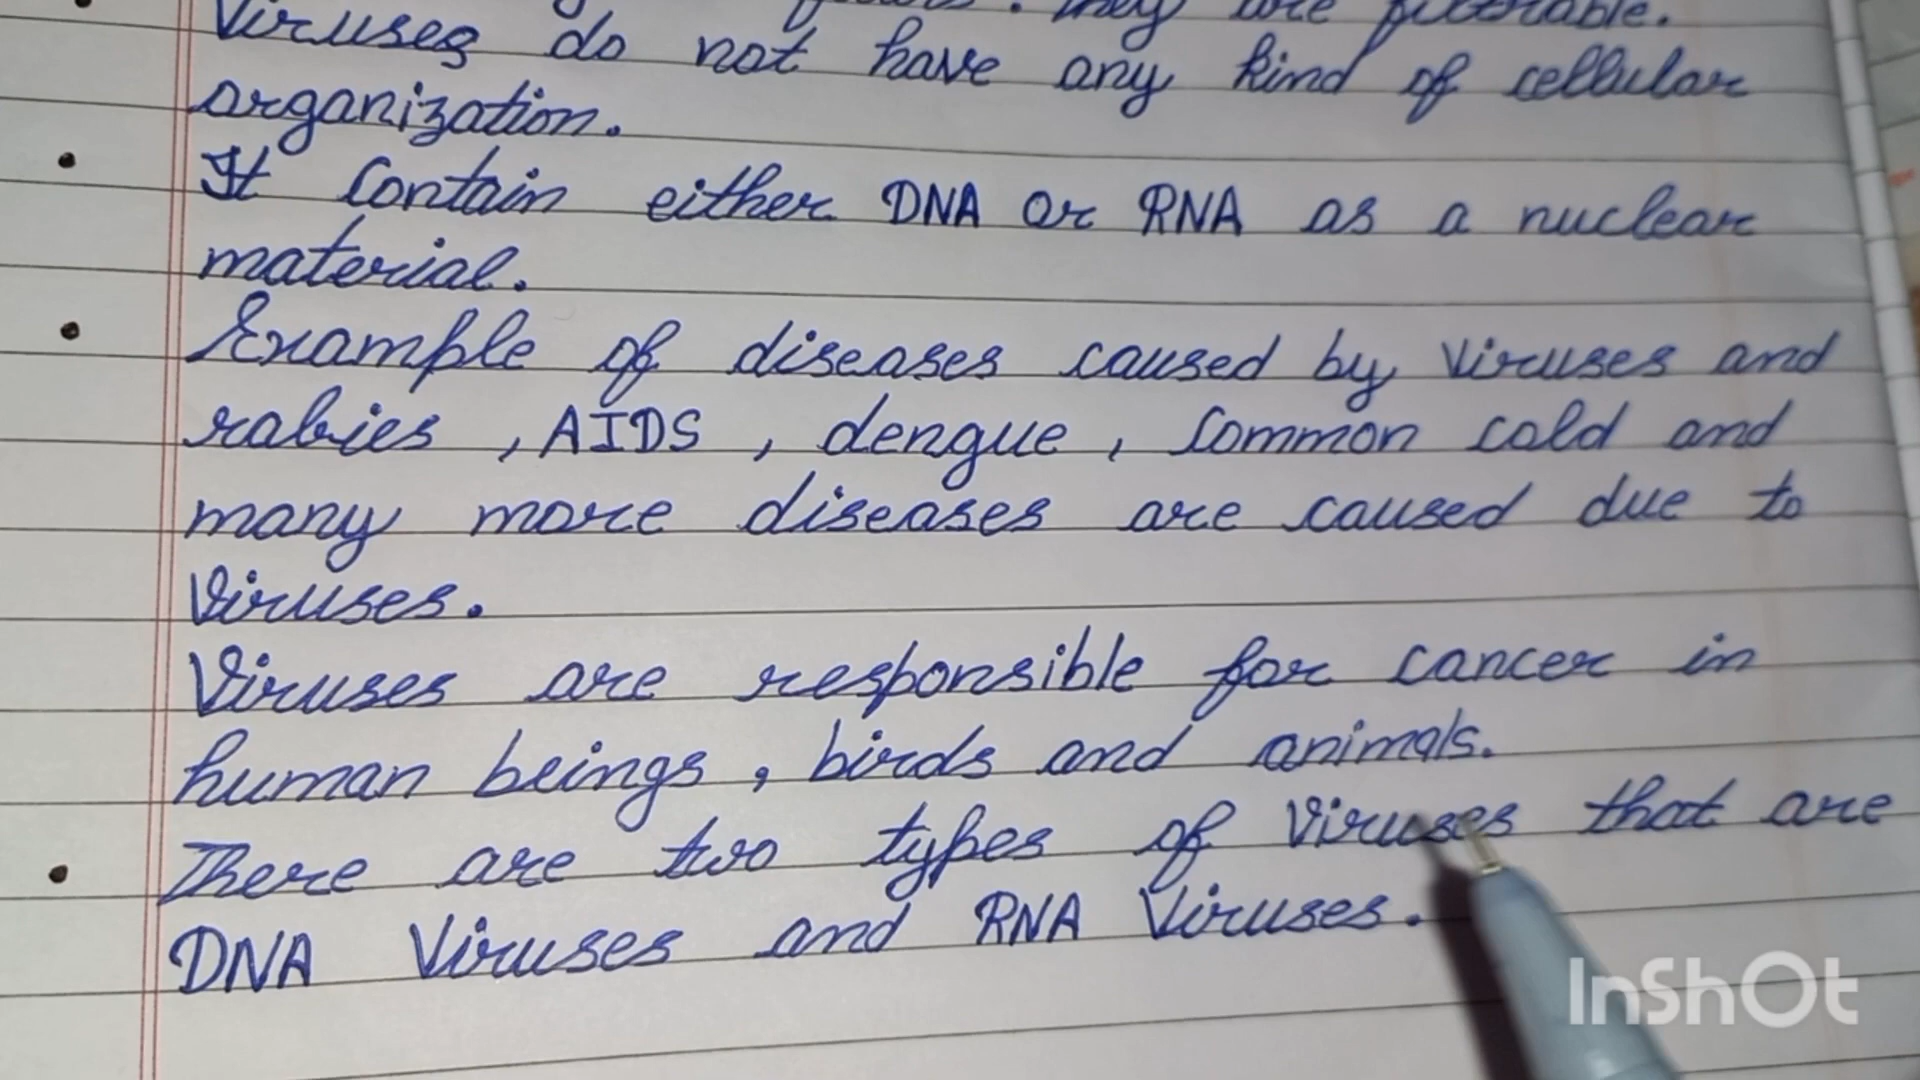 They are filterable.
Viruses do not have any kind of cellular
organization.
• It Contain either DNA or RNA as a nuclear
material.
• Example of diseases caused by Viruses and
rabies, AIDS, dengue, Common cold and
many more diseases are caused due to
Viruses.
Viruses are responsible for cancer in
human beings, birds and animals.
• There are two types of Viruses that are
DNA Viruses and RNA Viruses.
InShOt